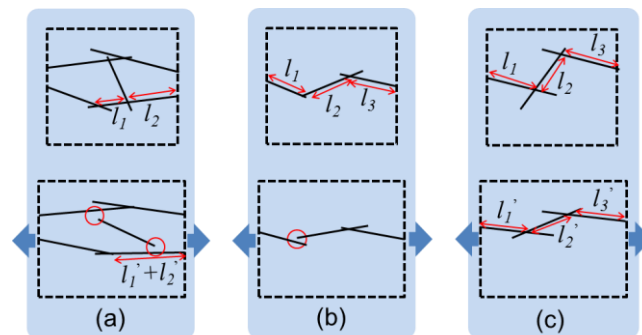 l₁ l₂
l₁ l₂ l₃
l₁ l₂ l₃
l₁'+l₂'
l₁' l₂' l₃'
(a) (b) (c)